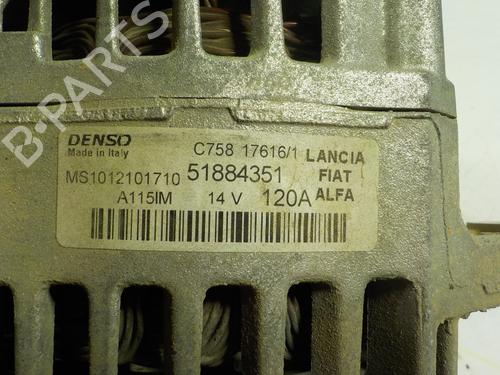 B-PARTS
DENSO
Made in Italy
C758 17616/1
LANCIA
MS1012101710 51884351 FIAT
A115IM 14 V 120A ALFA